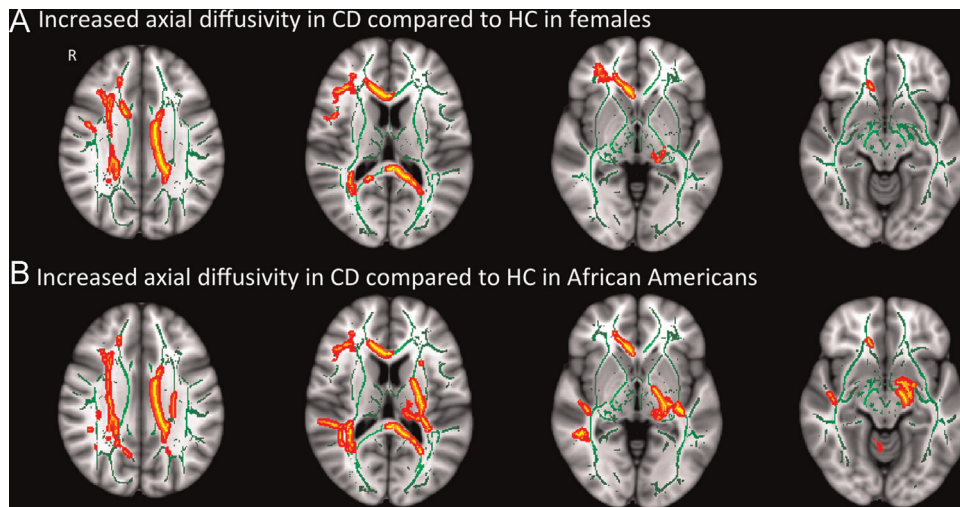 A Increased axial diffusivity in CD compared to HC in females
R
B Increased axial diffusivity in CD compared to HC in African Americans